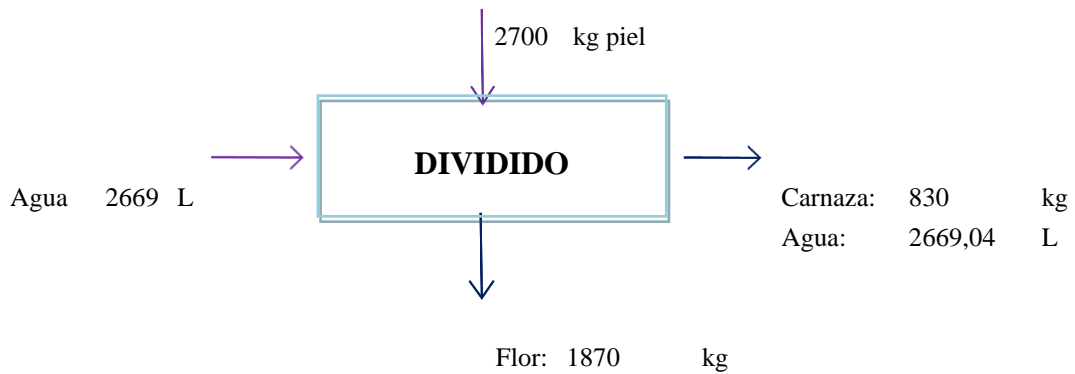 2700 kg piel
DIVIDIDO
Agua 2669 L
Carnaza: 830 kg
Agua: 2669,04 L
Flor: 1870 kg